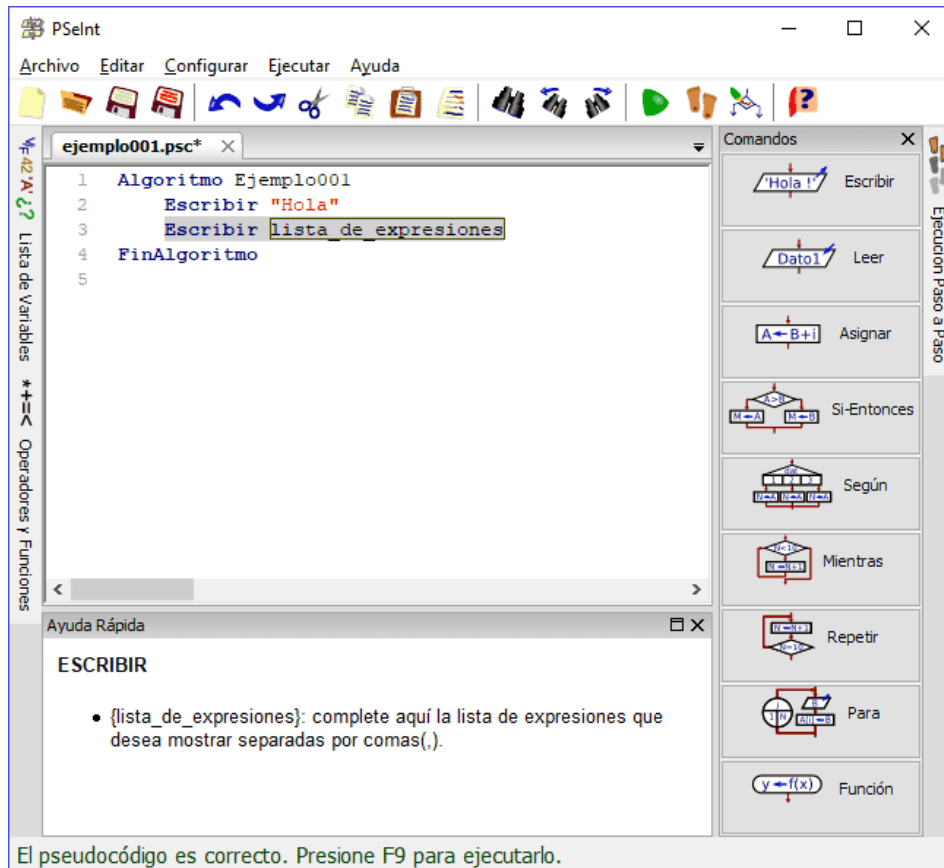 PSeInt
Archivo Editar Configurar Ejecutar Ayuda
ejemplo001.psc*
1 Algoritmo Ejemplo001
2 Escribir "Hola"
3 Escribir lista_de_expresiones
4 FinAlgoritmo
5
Lista de Variables
*+=< Operadores y Funciones
Ayuda Rápida
ESCRIBIR
• {lista_de_expresiones}: complete aquí la lista de expresiones que
desea mostrar separadas por comas(,).
Comandos
'Hola !' Escribir
Dato1 Leer
A←B+i Asignar
A>B M←A M←B Si-Entonces
1 2 3 Según
Mientras
Repetir
Para
y←f(x) Función
Ejecución Paso a Paso
El pseudocódigo es correcto. Presione F9 para ejecutarlo.